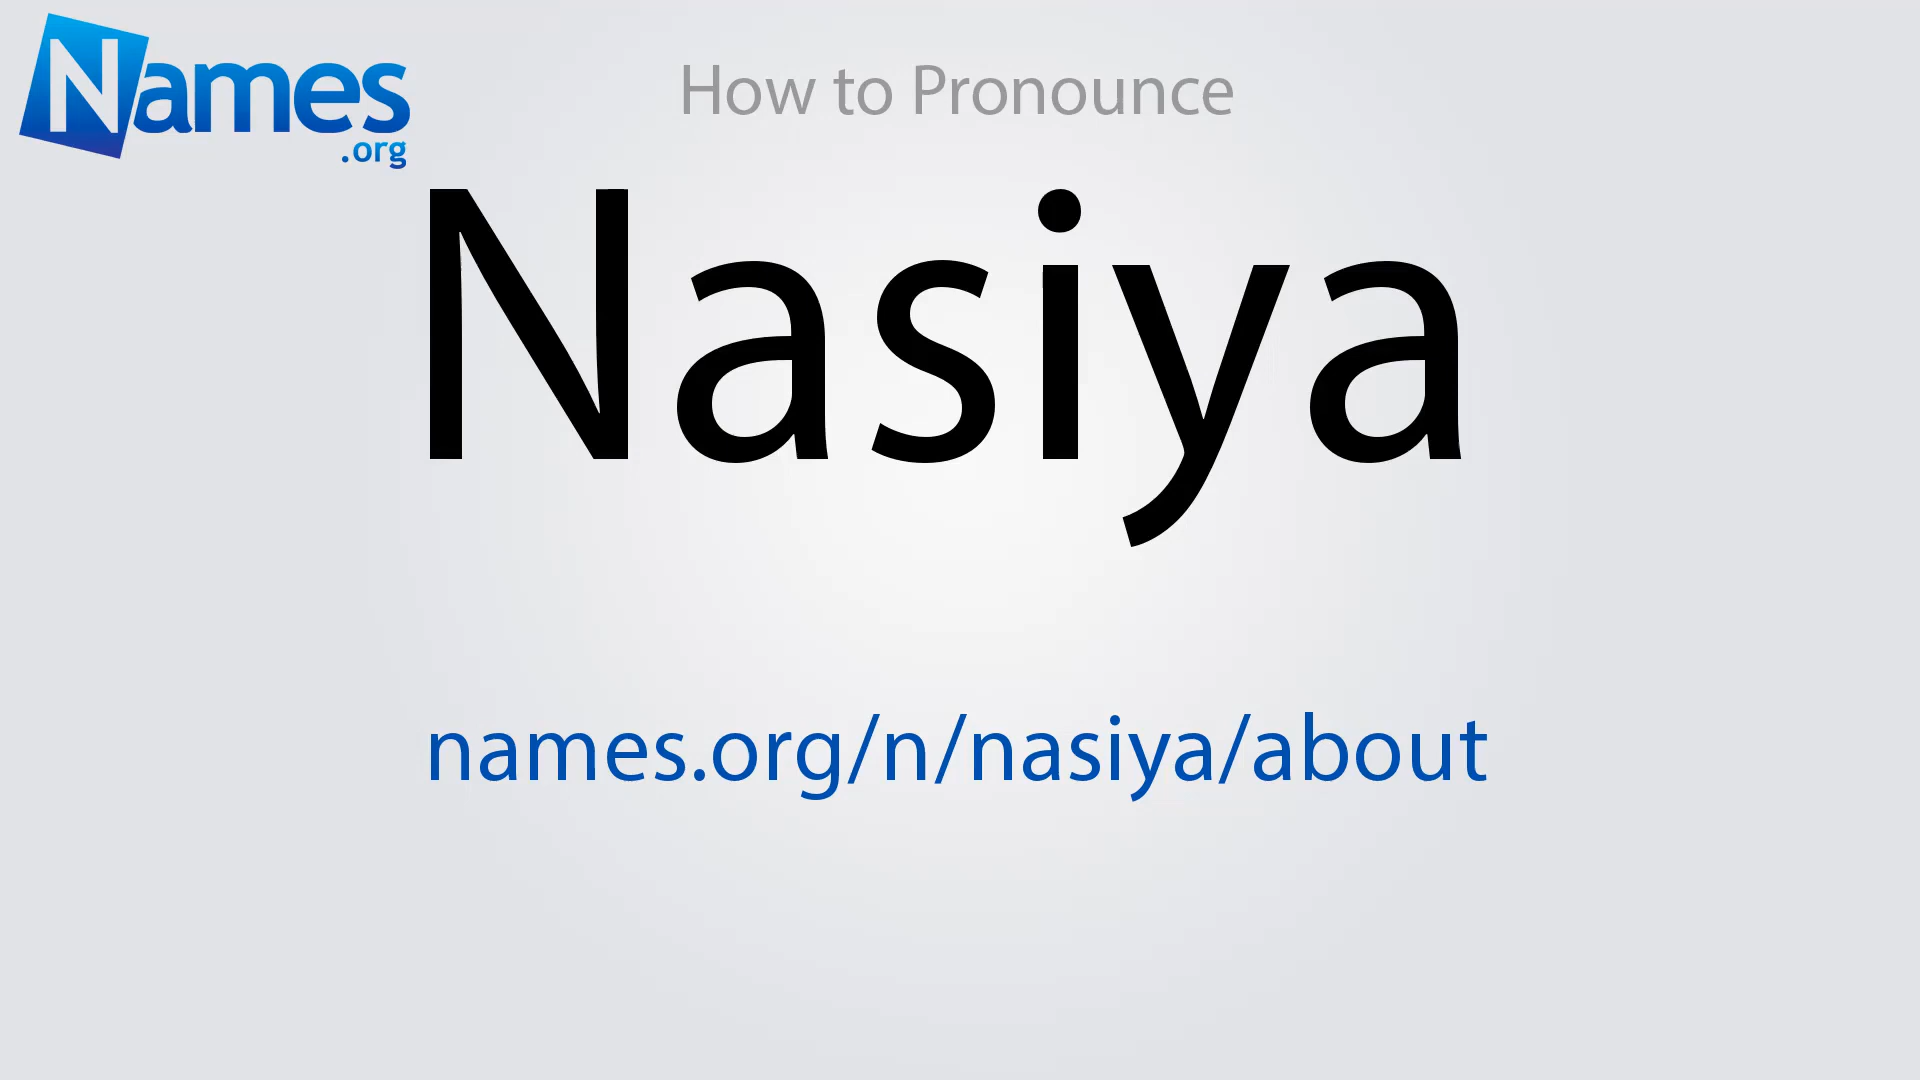 Names
.org
How to Pronounce
Nasiya
names.org/n/nasiya/about